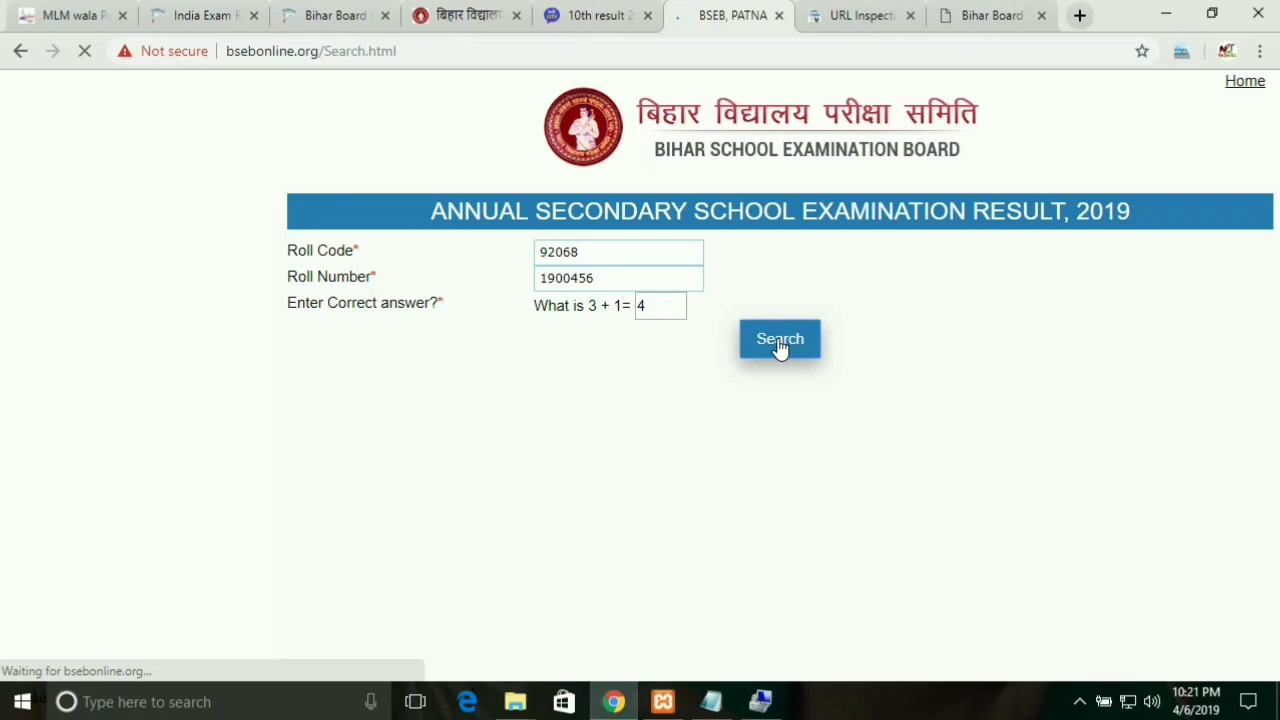 MLM wala P
India Exam R
Bihar Board
बिहार विद्यालय
10th result 2
BSEB, PATNA
URL Inspect
Bihar Board
Not secure
bsebonline.org/Search.html
Home
बिहार विद्यालय परीक्षा समिति
BIHAR SCHOOL EXAMINATION BOARD
ANNUAL SECONDARY SCHOOL EXAMINATION RESULT, 2019
Roll Code* 92068
Roll Number* 1900456
Enter Correct answer?* What is 3 + 1= 4
Search
Waiting for bsebonline.org...
Type here to search
10:21 PM
4/6/2019